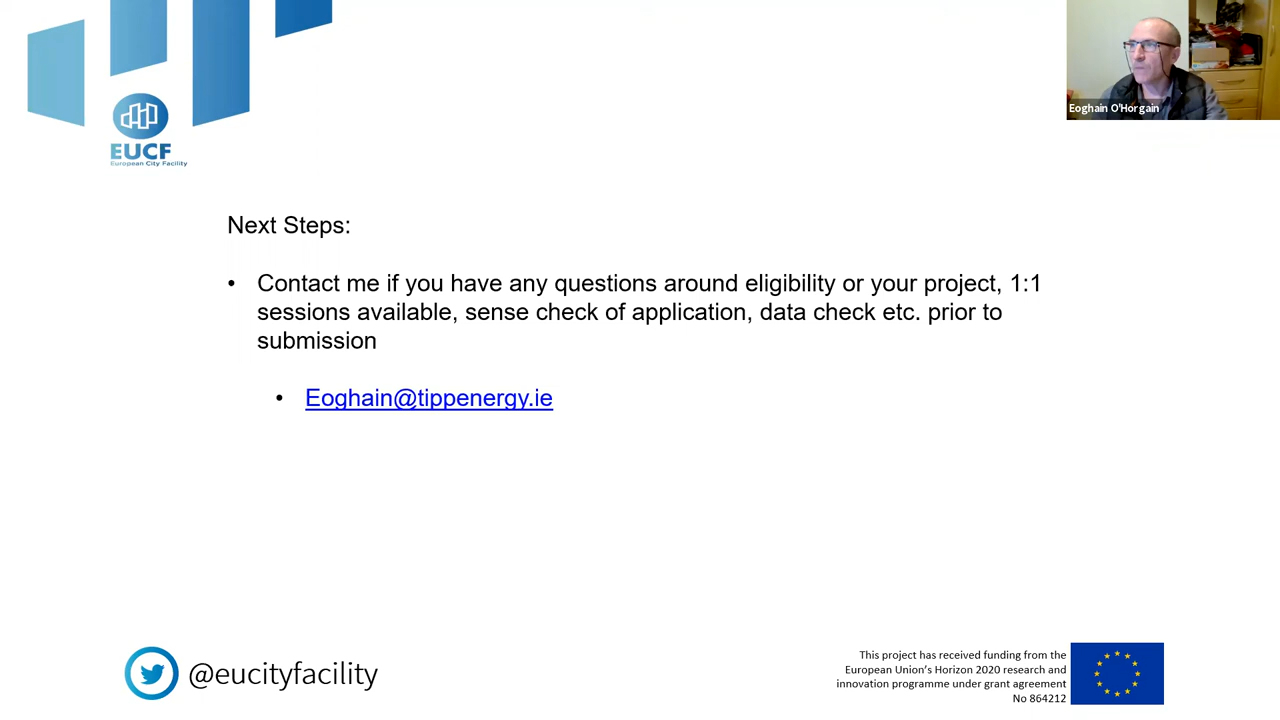 Eoghain O'Horgain
EUCF
European City Facility
Next Steps:
• Contact me if you have any questions around eligibility or your project, 1:1
sessions available, sense check of application, data check etc. prior to
submission
• Eoghain@tippenergy.ie
@eucityfacility
This project has received funding from the
European Union's Horizon 2020 research and
innovation programme under grant agreement
No 864212